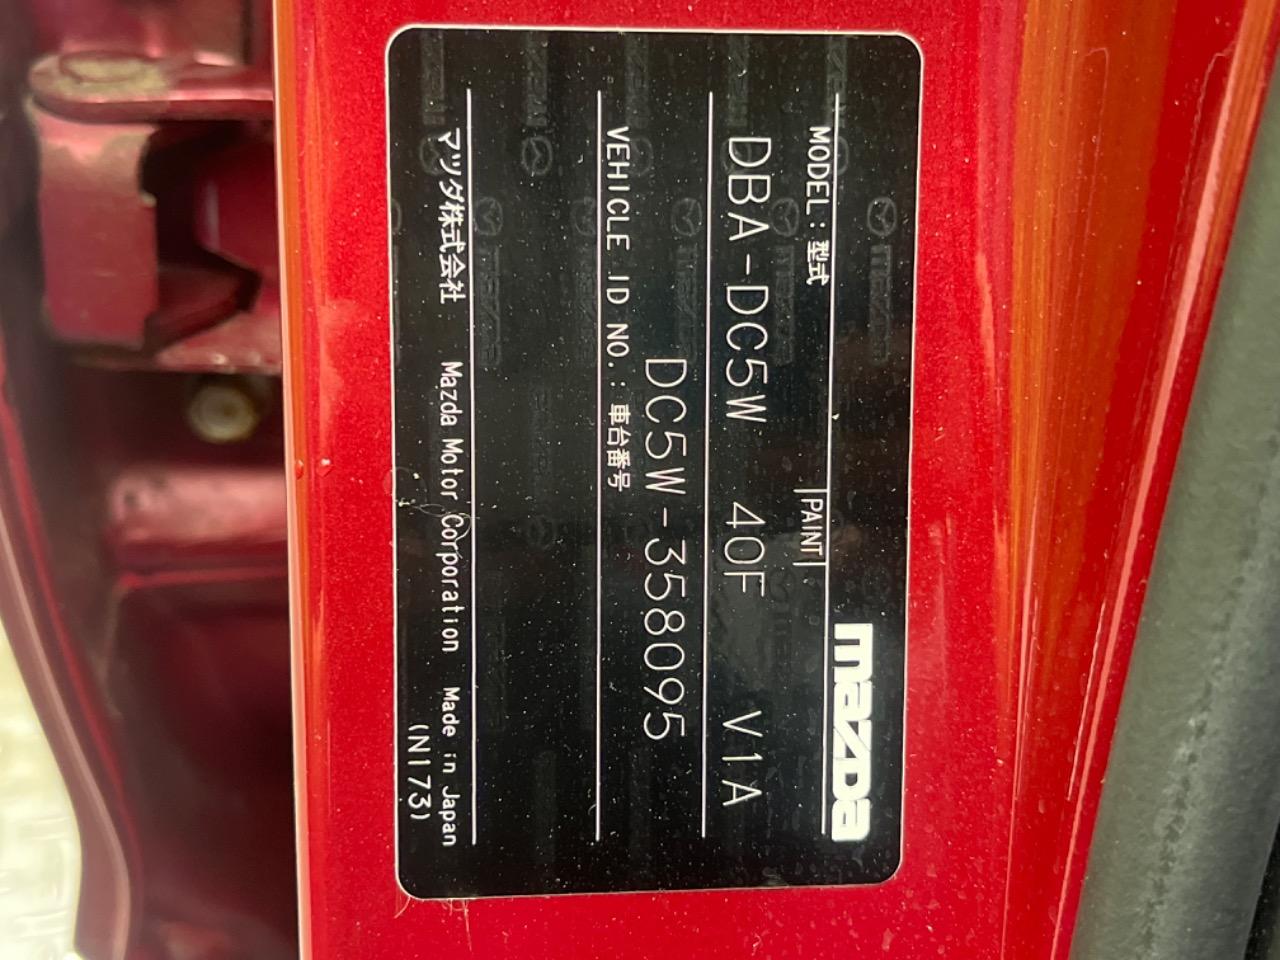 mazda
MODEL:型式 |PAINT|
DBA-DC5W 40F V1A
DC5W-358095
VEHICLE ID NO.:車台番号
マツダ株式会社 Mazda Motor Corporation Made in Japan
(N173)